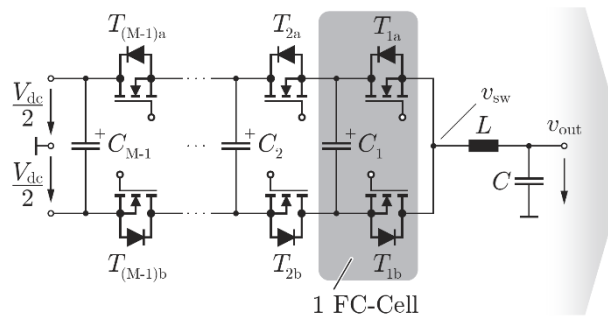 T(M-1)a
T2a
T1a
Vdc
2
Vdc
2
+
CM-1
...
...
+
C2
+
C1
vsw
L
vout
C
T(M-1)b
T2b
T1b
1 FC-Cell